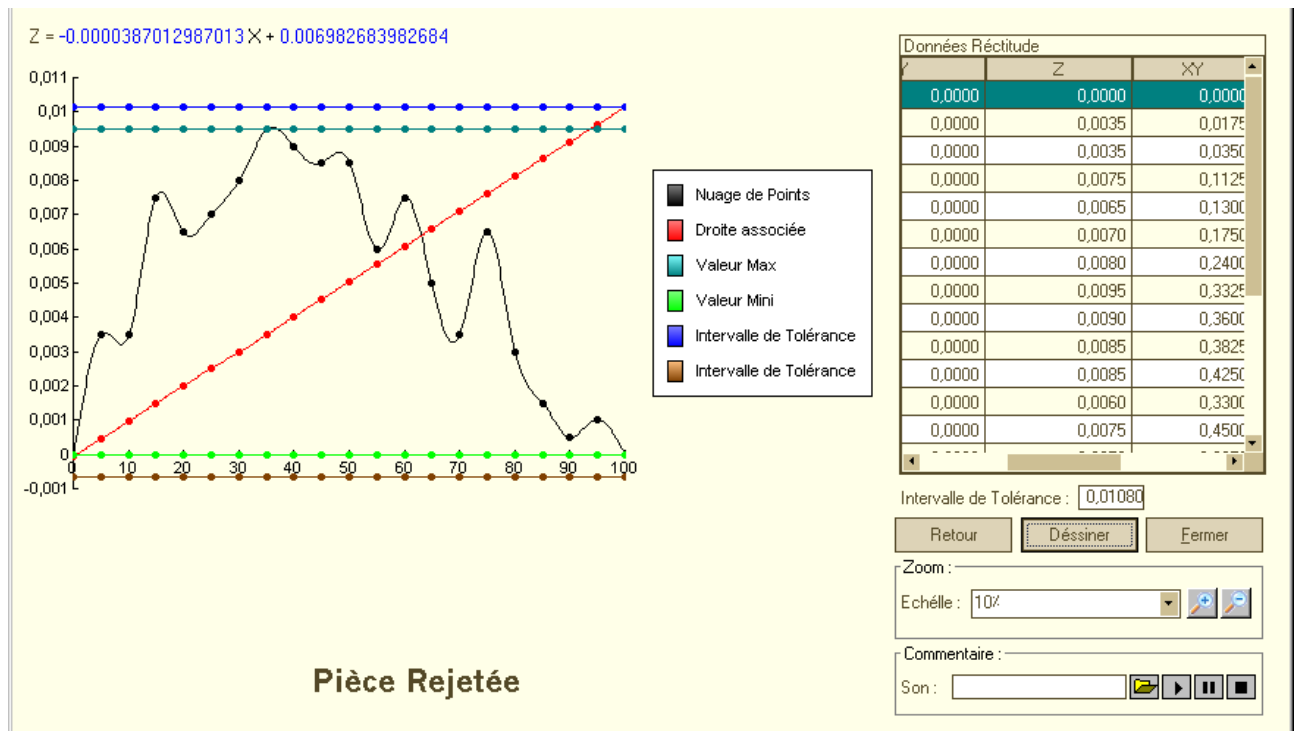 Z = -0.0000387012987013 X + 0.006982683982684
0,011
0,01
0,009
0,008
0,007
0,006
0,005
0,004
0,003
0,002
0,001
0
-0,001
0 10 20 30 40 50 60 70 80 90 100
Nuage de Points
Droite associée
Valeur Max
Valeur Mini
Intervalle de Tolérance
Intervalle de Tolérance
Pièce Rejetée
Données Réctitude
Y Z XY
0,0000 0,0000 0,0000
0,0000 0,0035 0,0175
0,0000 0,0035 0,0350
0,0000 0,0075 0,1125
0,0000 0,0065 0,1300
0,0000 0,0070 0,1750
0,0000 0,0080 0,2400
0,0000 0,0095 0,3325
0,0000 0,0090 0,3600
0,0000 0,0085 0,3825
0,0000 0,0085 0,4250
0,0000 0,0060 0,3300
0,0000 0,0075 0,4500
Intervalle de Tolérance : 0,01080
Retour Déssiner Fermer
Zoom :
Echélle : 10%
Commentaire :
Son :